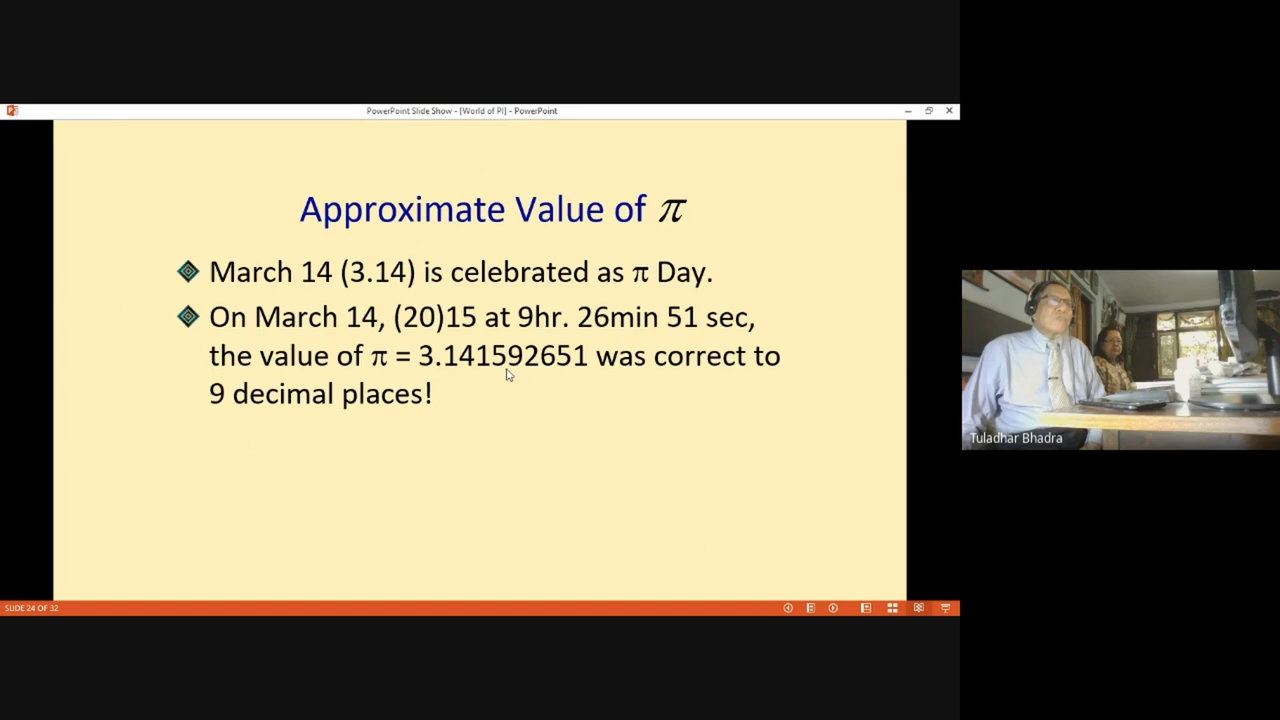 PowerPoint Slide Show - [World of PI] - PowerPoint
Approximate Value of π
March 14 (3.14) is celebrated as π Day.
On March 14, (20)15 at 9hr. 26min 51 sec,
the value of π = 3.141592651 was correct to
9 decimal places!
Tuladhar Bhadra
SLIDE 24 OF 32